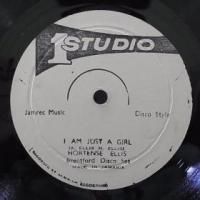 1 STUDIO
Jamrec Music
Disco Style
I AM JUST A GIRL
HORTENSE ELLIS
Brentford Disco Set
MADE IN JAMAICA